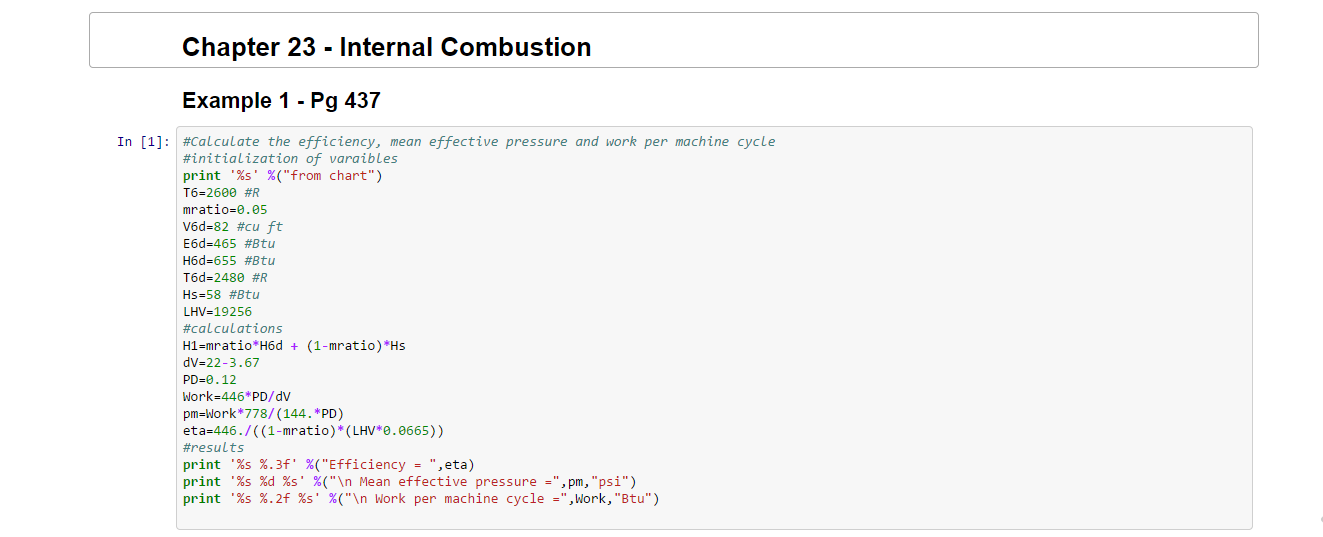 Chapter 23 - Internal Combustion
Example 1 - Pg 437
In [1]: #Calculate the efficiency, mean effective pressure and work per machine cycle
#initialization of varaibles
print '%s' %("from chart")
T6=2600 #R
mratio=0.05
V6d=82 #cu ft
E6d=465 #Btu
H6d=655 #Btu
T6d=2480 #R
Hs=58 #Btu
LHV=19256
#calculations
H1=mratio*H6d + (1-mratio)*Hs
dV=22-3.67
PD=0.12
Work=446*PD/dV
pm=Work*778/(144.*PD)
eta=446./((1-mratio)*(LHV*0.0665))
#results
print '%s %.3f' %("Efficiency = ",eta)
print '%s %d %s' %("\n Mean effective pressure =",pm,"psi")
print '%s %.2f %s' %("\n Work per machine cycle =",Work,"Btu")